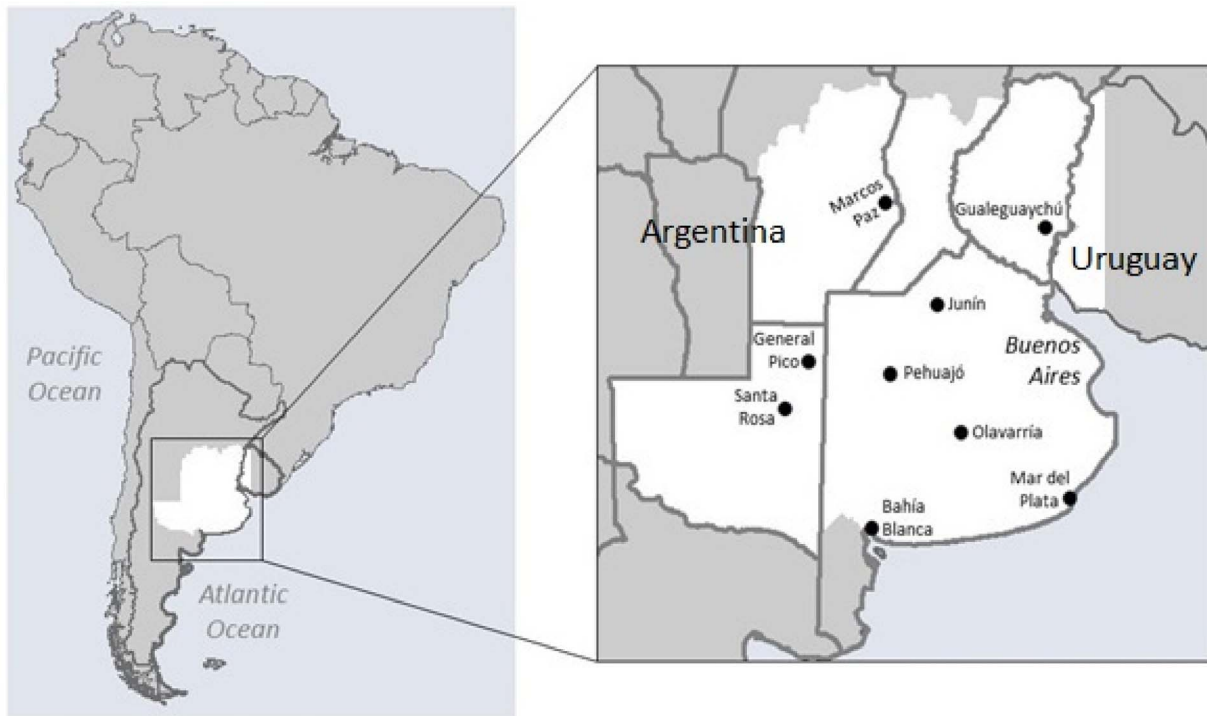 Pacific
Ocean
Atlantic
Ocean
Argentina
Uruguay
Marcos
Paz
Gualeguaychú
Junín
Buenos
Aires
General
Pico
Pehuajó
Santa
Rosa
Olavarría
Mar del
Plata
Bahía
Blanca